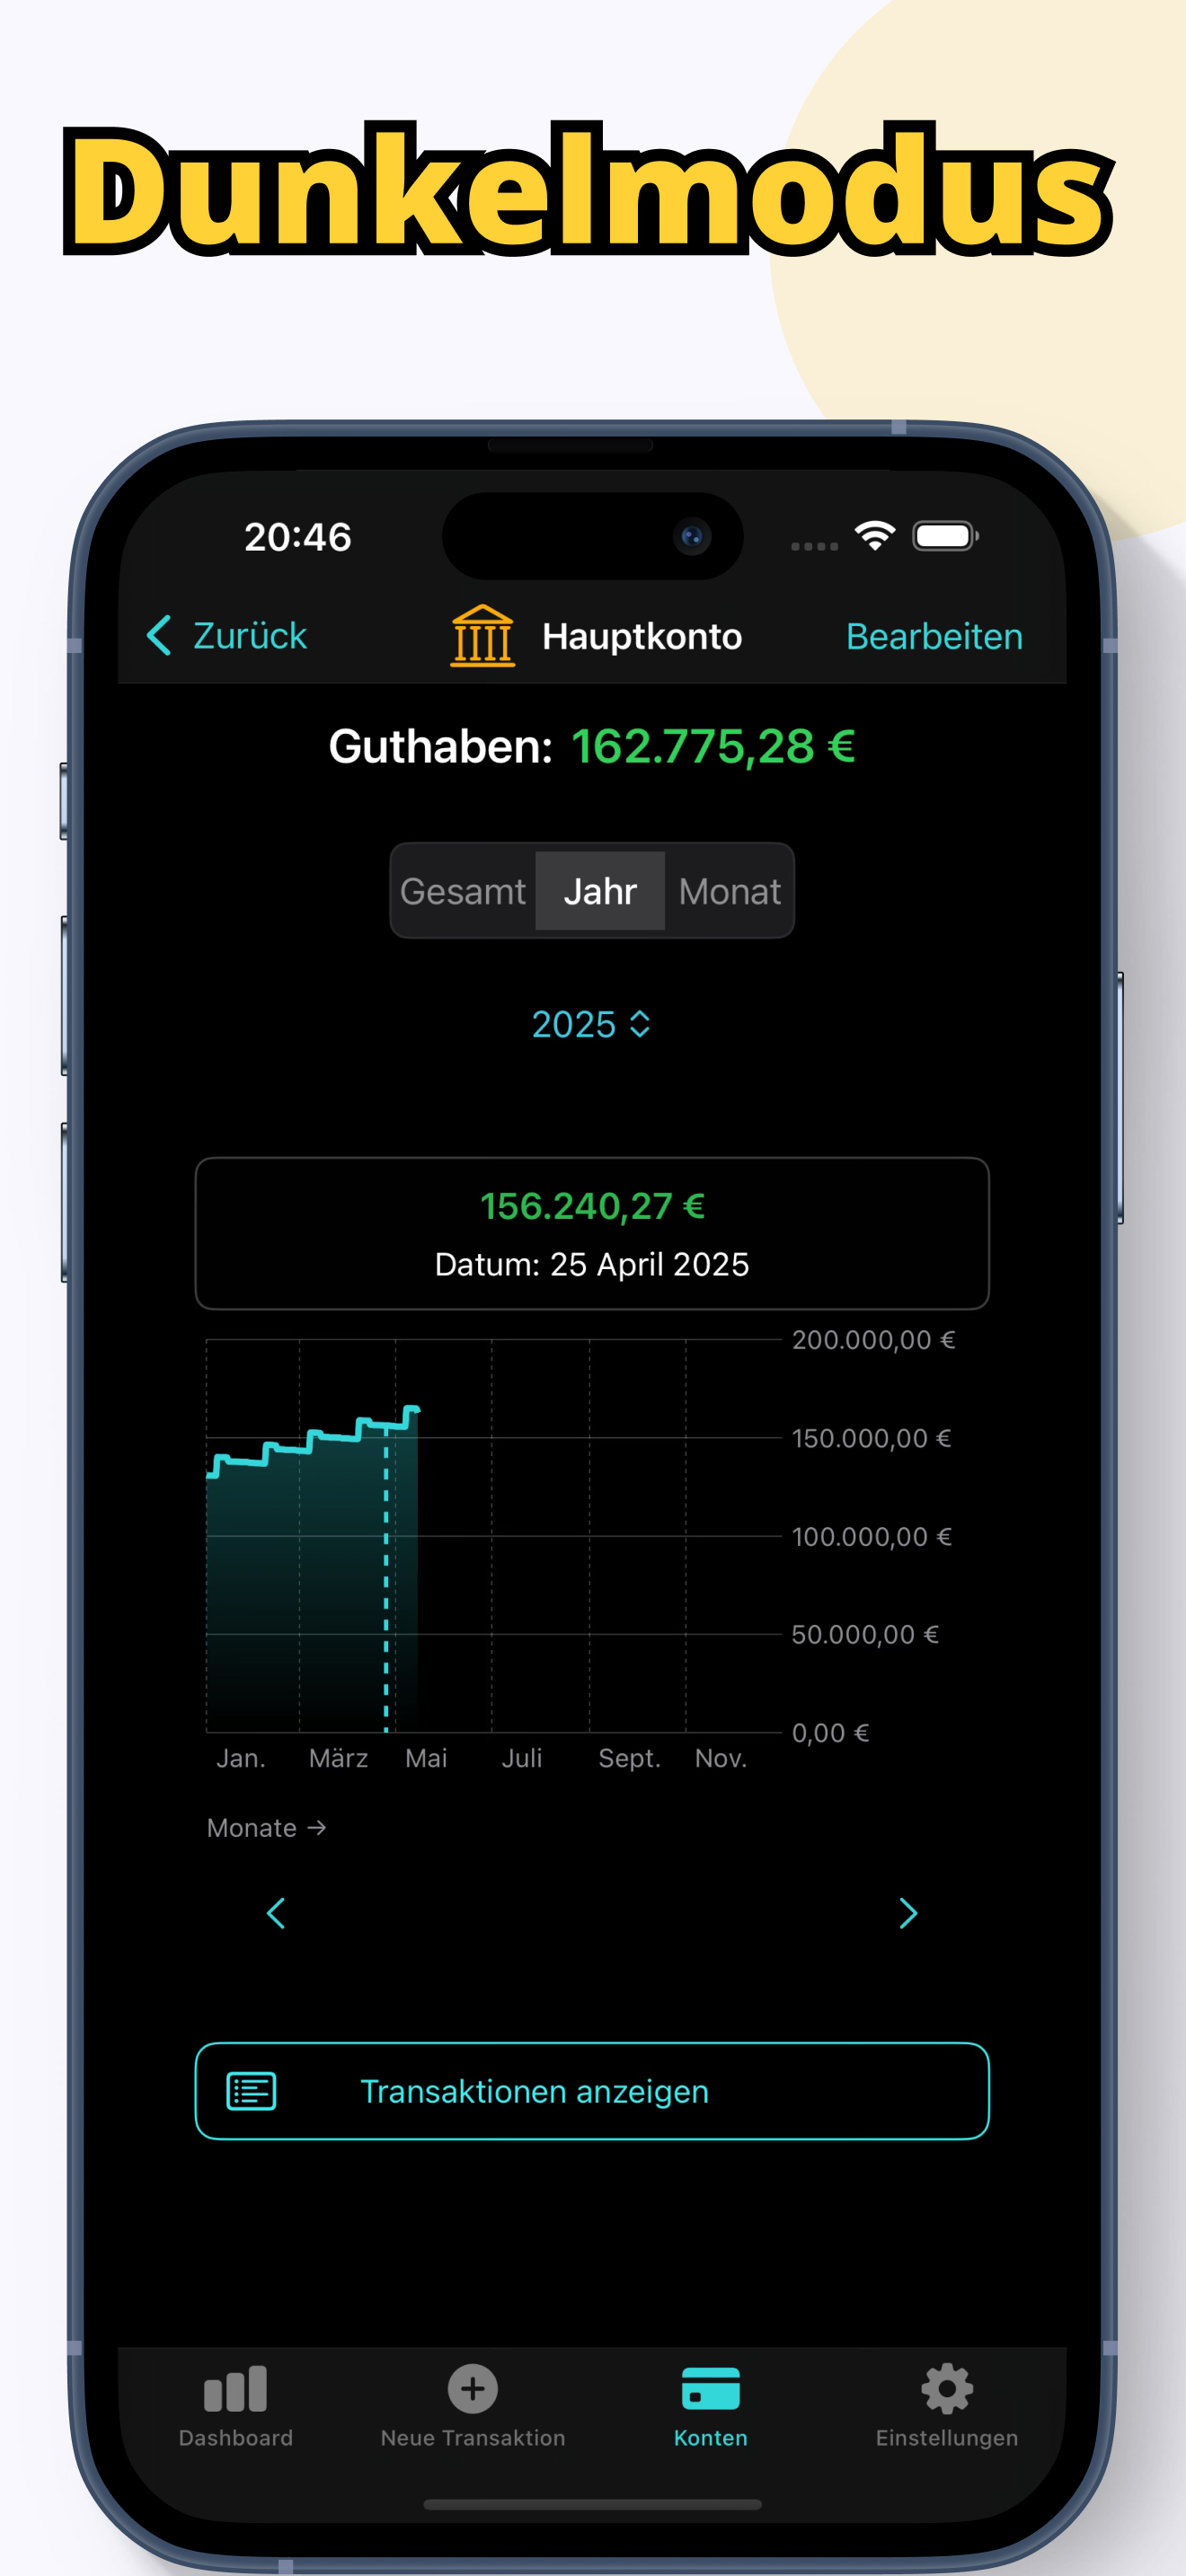 Dunkelmodus
20:46
Zurück Hauptkonto Bearbeiten
Guthaben: 162.775,28 €
Gesamt Jahr Monat
2025
156.240,27 €
Datum: 25 April 2025
200.000,00 €
150.000,00 €
100.000,00 €
50.000,00 €
0,00 €
Jan. März Mai Juli Sept. Nov.
Monate →
Transaktionen anzeigen
Dashboard Neue Transaktion Konten Einstellungen